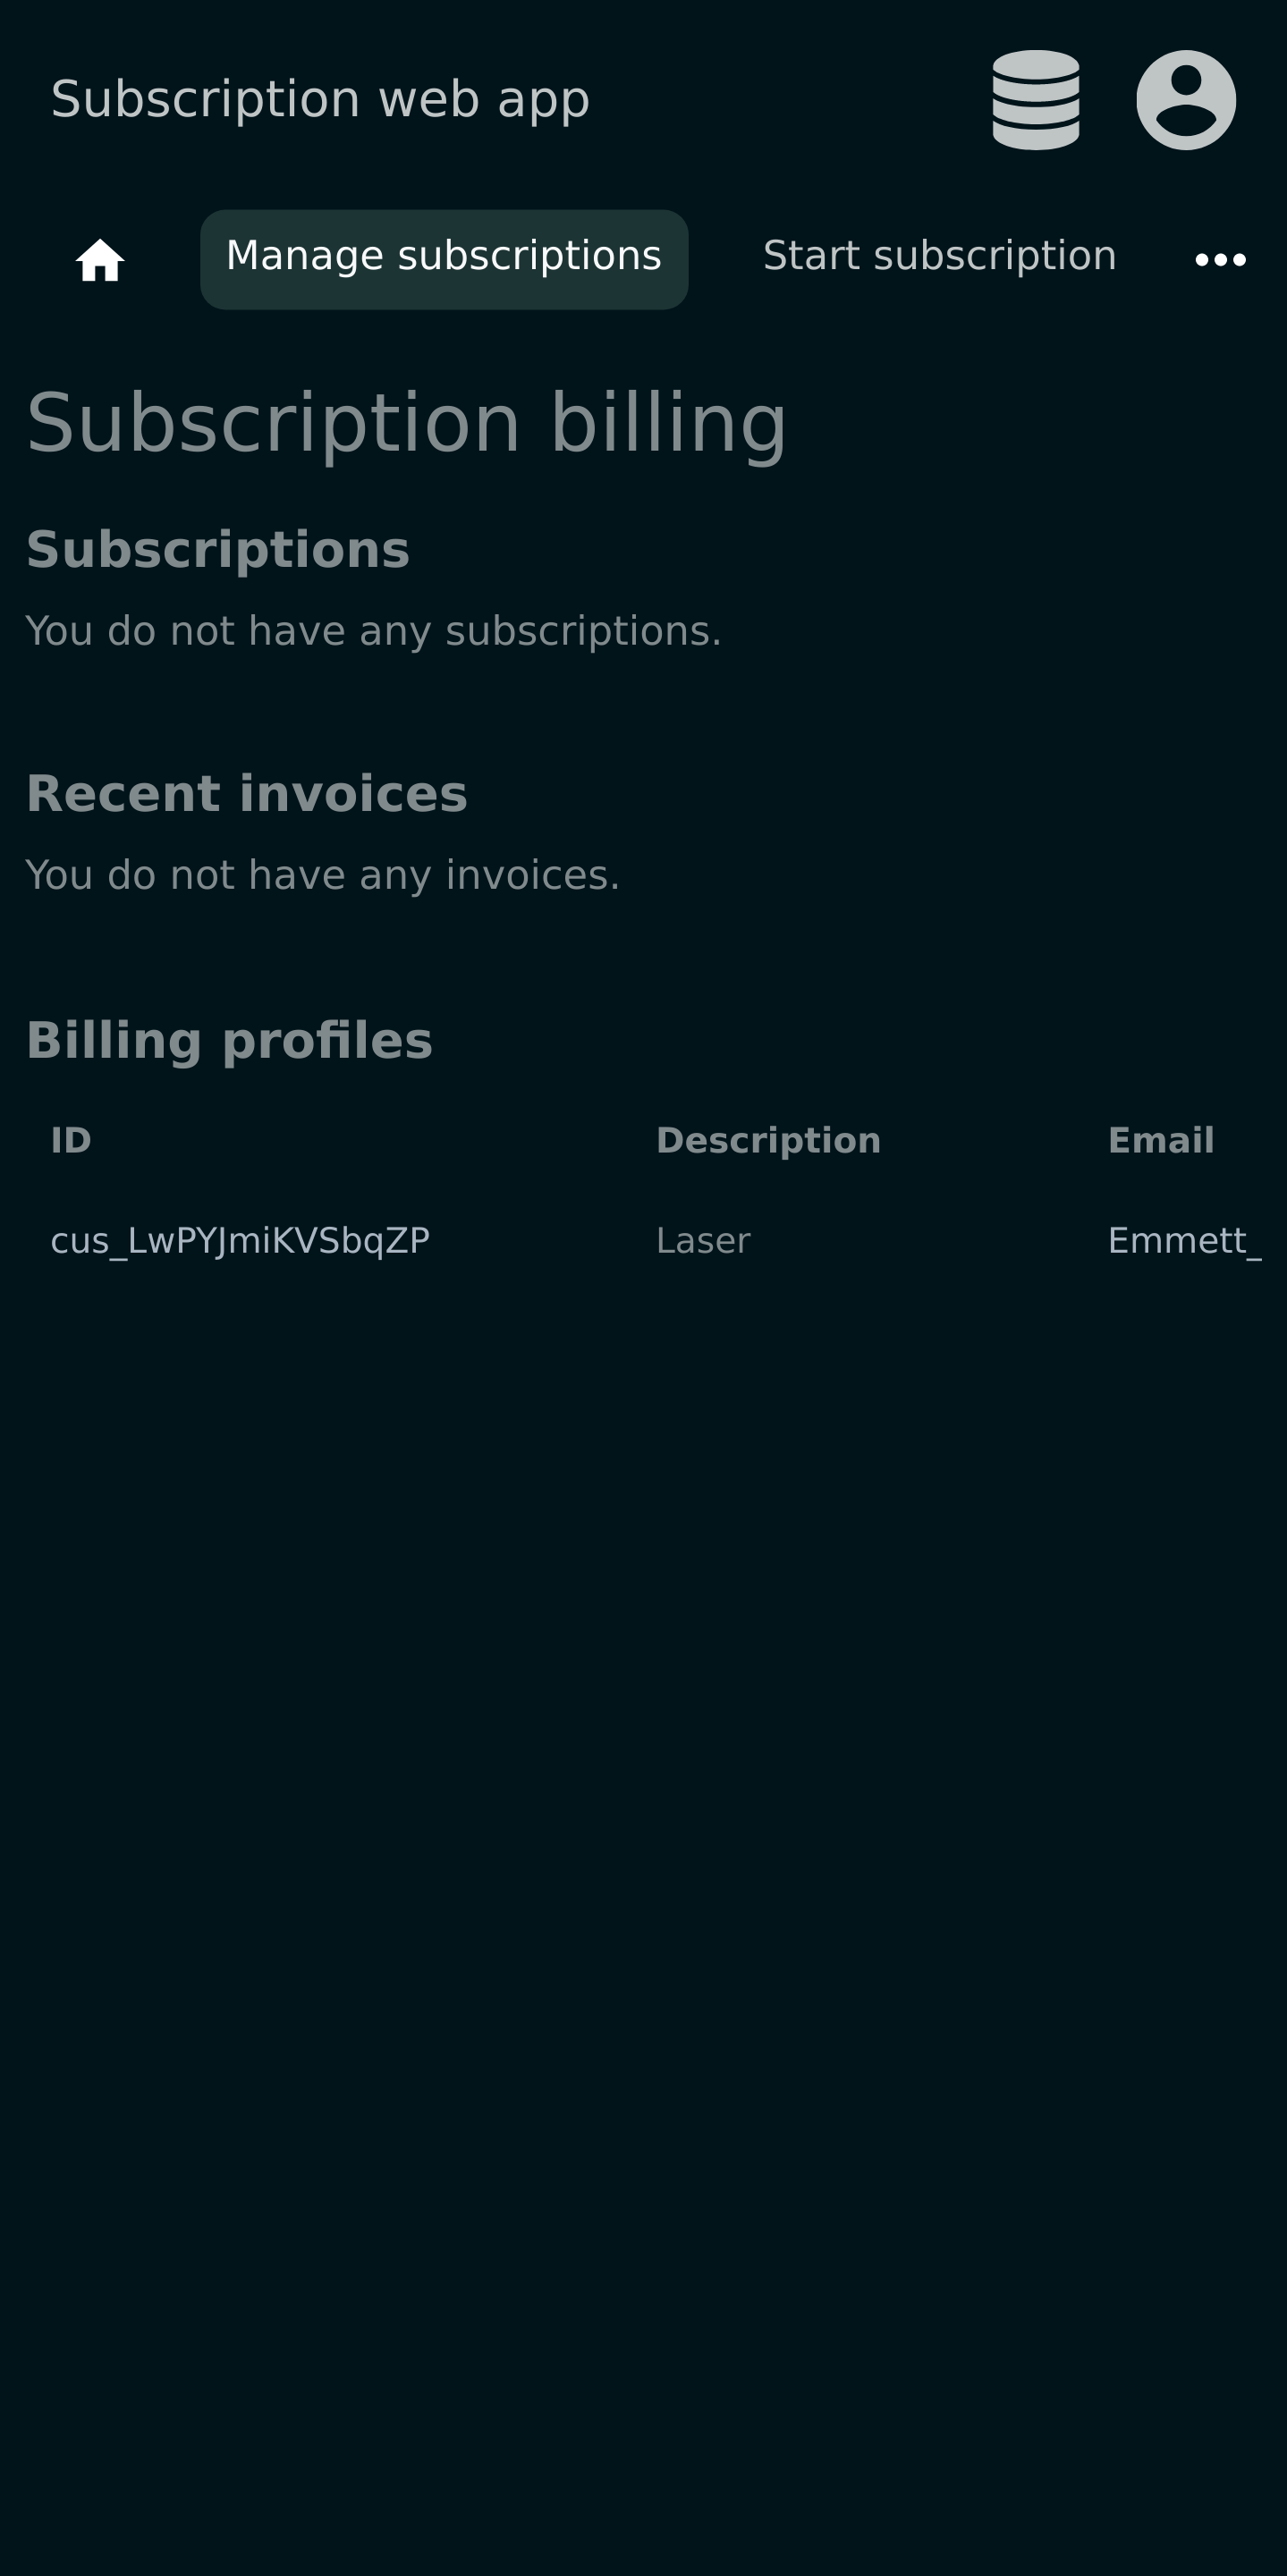 Subscription web app
Manage subscriptions Start subscription
Subscription billing
Subscriptions
You do not have any subscriptions.
Recent invoices
You do not have any invoices.
Billing profiles
ID Description Email
cus_LwPYJmiKVSbqZP Laser Emmett_